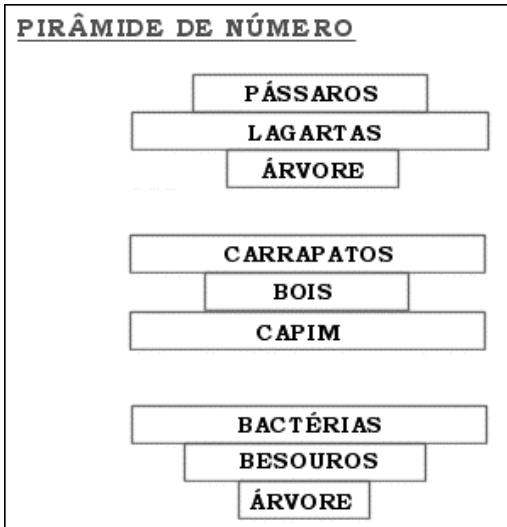 PIRÂMIDE DE NÚMERO
PÁSSAROS
LAGARTAS
ÁRVORE
CARRAPATOS
BOIS
CAPIM
BACTÉRIAS
BESOUROS
ÁRVORE